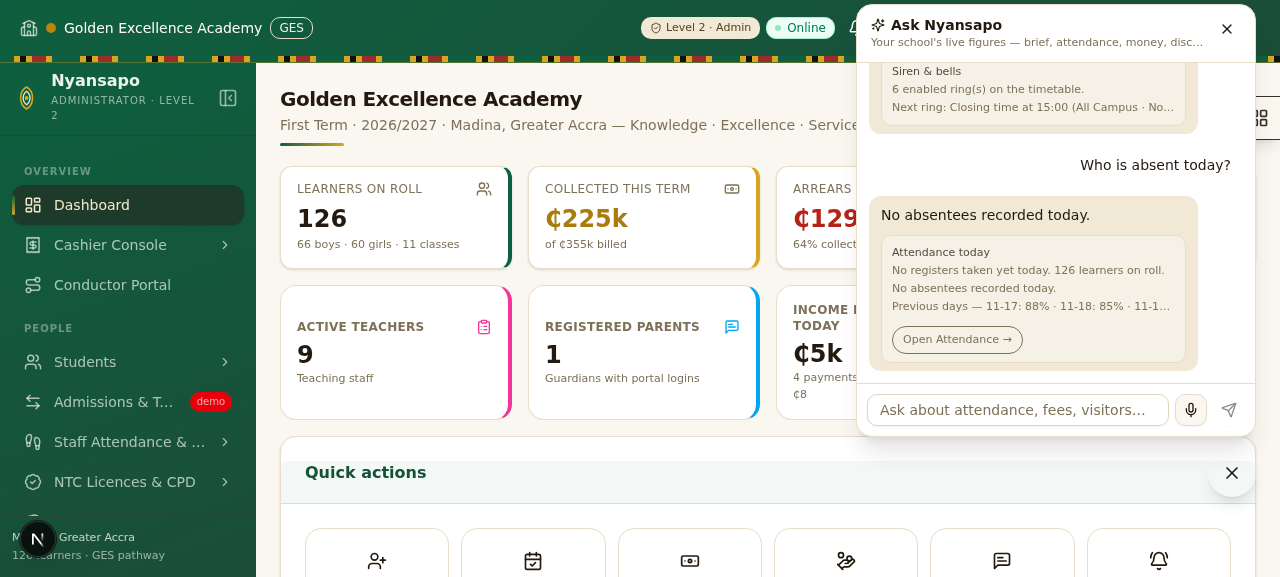 Golden Excellence Academy
GES
Level 2 · Admin
Online
Nyansapo
ADMINISTRATOR · LEVEL
2
OVERVIEW
Dashboard
Cashier Console
Conductor Portal
PEOPLE
Students
Admissions & T...
demo
Staff Attendance & ...
NTC Licences & CPD
Greater Accra
GES pathway
N
Golden Excellence Academy
First Term · 2026/2027 · Madina, Greater Accra — Knowledge · Excellence · Service
LEARNERS ON ROLL
126
66 boys · 60 girls · 11 classes
COLLECTED THIS TERM
₵225k
of ₵355k billed
ARREARS
₵129
64% collect
ACTIVE TEACHERS
9
Teaching staff
REGISTERED PARENTS
1
Guardians with portal logins
INCOME
TODAY
₵5k
4 payments
₵8
Quick actions
Ask Nyansapo
Your school's live figures — brief, attendance, money, disc...
Siren & bells
6 enabled ring(s) on the timetable.
Next ring: Closing time at 15:00 (All Campus · No...
Who is absent today?
No absentees recorded today.
Attendance today
No registers taken yet today. 126 learners on roll.
No absentees recorded today.
Previous days — 11-17: 88% · 11-18: 85% · 11-1...
Open Attendance →
Ask about attendance, fees, visitors...